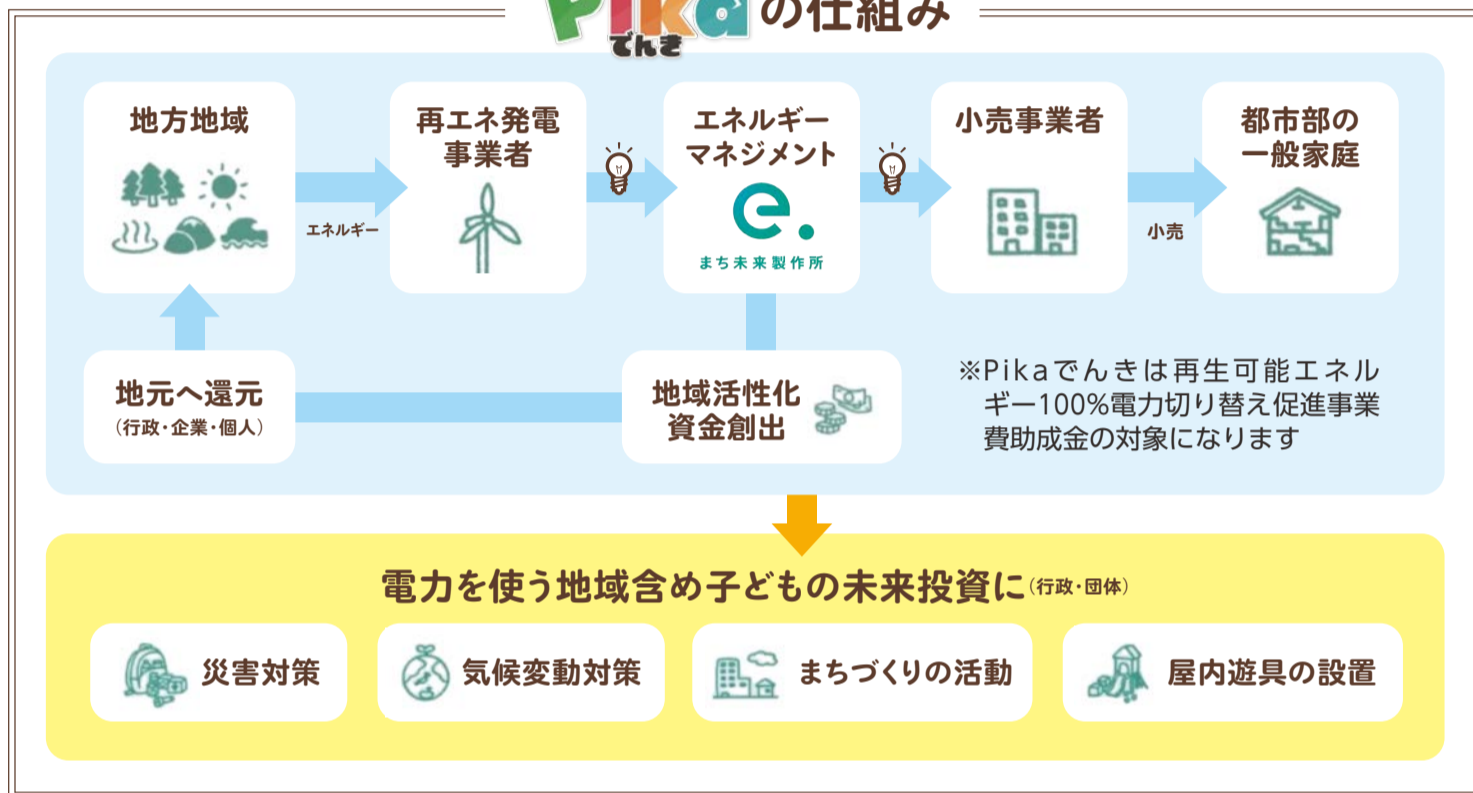 Pikaの仕組み
でんき
地方地域
再エネ発電
事業者
エネルギー
マネジメント
e.
まち未来製作所
小売事業者
都市部の
一般家庭
エネルギー
小売
地元へ還元
(行政・企業・個人)
地域活性化
資金創出
※Pikaでんきは再生可能エネル
ギー100%電力切り替え促進事業
費助成金の対象になります
電力を使う地域含め子どもの未来投資に(行政・団体)
災害対策
気候変動対策
まちづくりの活動
屋内遊具の設置